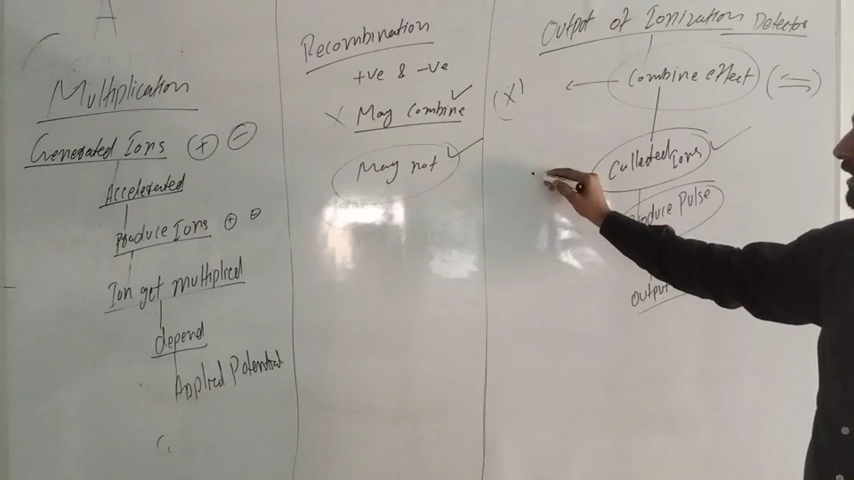 A
Multiplication
Generated Ions + -
Accelerated
Produce Ions + -
Ion get multiplied
depend
Applied Potential
Recombination
+ve & -ve
X May Combine ✓
May not ✓
Output of Ionization Detector
(X) ← Combine effect (⇌)
Collected Ions ✓
Produce Pulse
Output